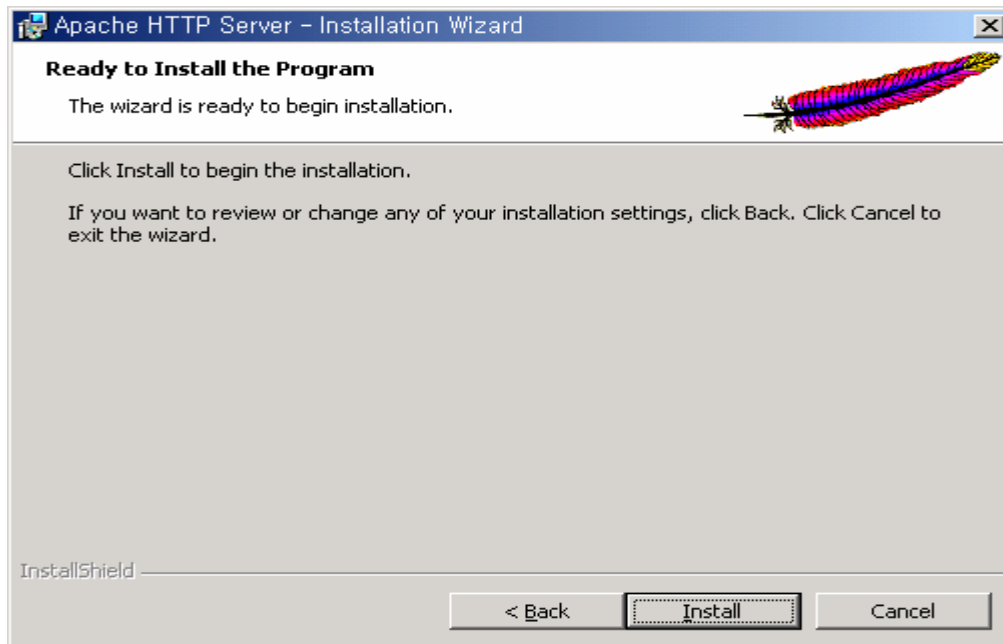 Apache HTTP Server - Installation Wizard
Ready to Install the Program
The wizard is ready to begin installation.
Click Install to begin the installation.
If you want to review or change any of your installation settings, click Back. Click Cancel to
exit the wizard.
InstallShield
< Back
Install
Cancel